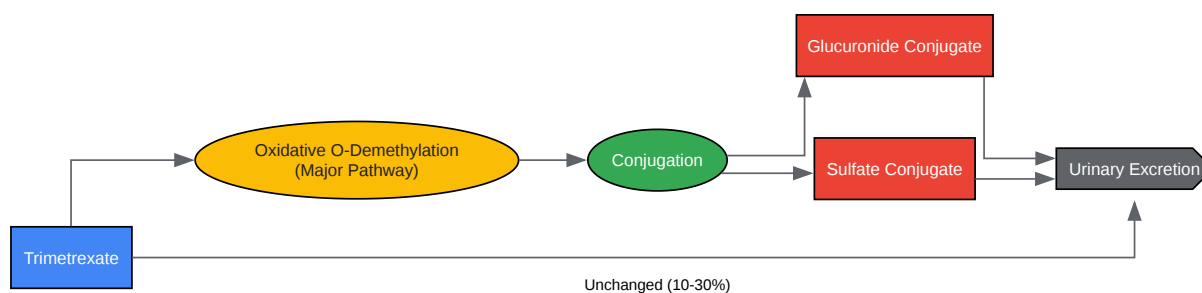 Glucuronide Conjugate
Oxidative O-Demethylation
(Major Pathway)
Conjugation
Sulfate Conjugate
Urinary Excretion
Trimetrexate
Unchanged (10-30%)